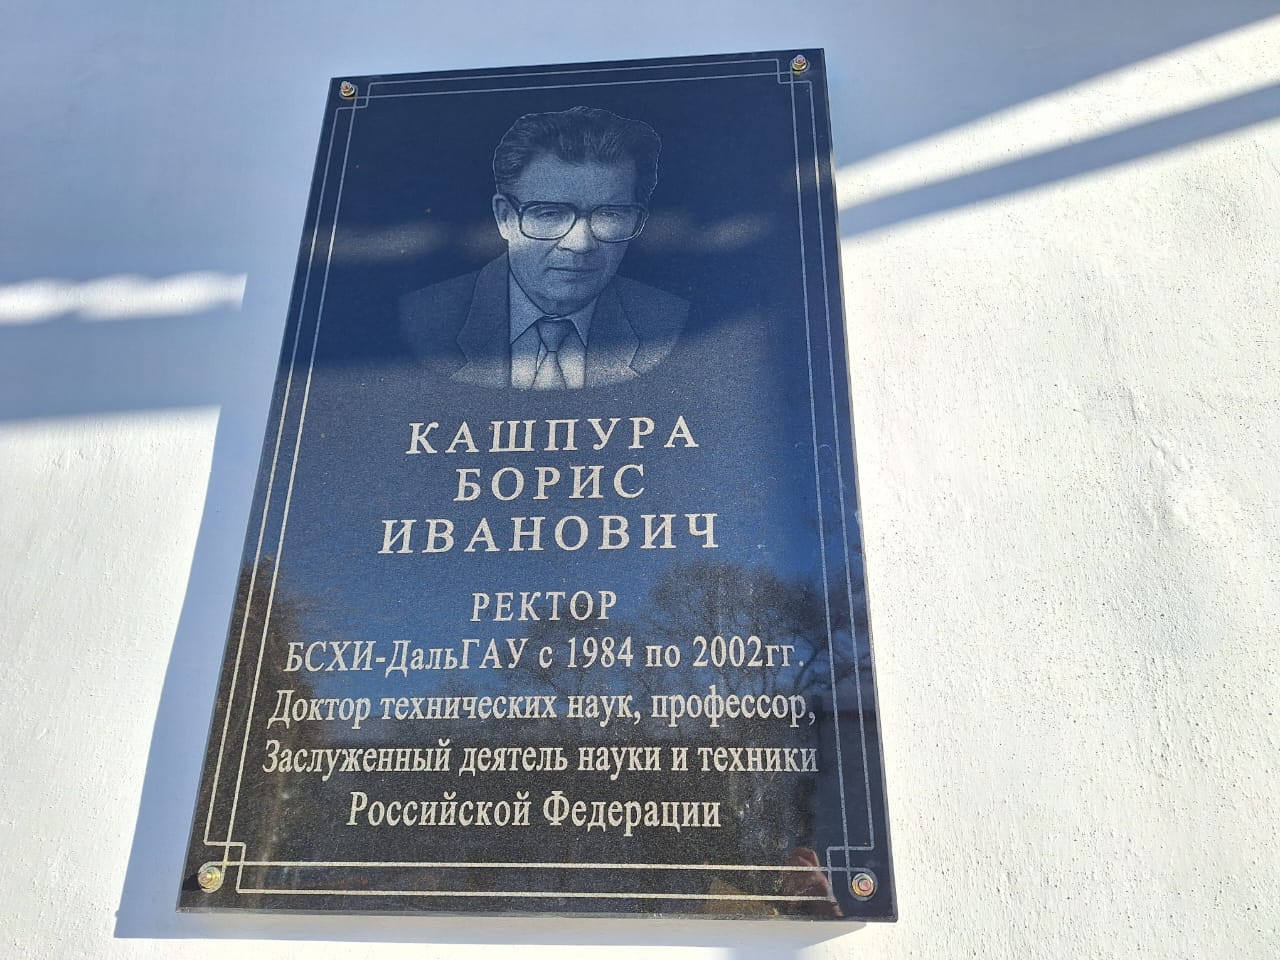 КАШПУРА
БОРИС
ИВАНОВИЧ
РЕКТОР
БСХИ-ДальГАУ с 1984 по 2002гг.
Доктор технических наук, профессор,
Заслуженный деятель науки и техники
Российской Федерации